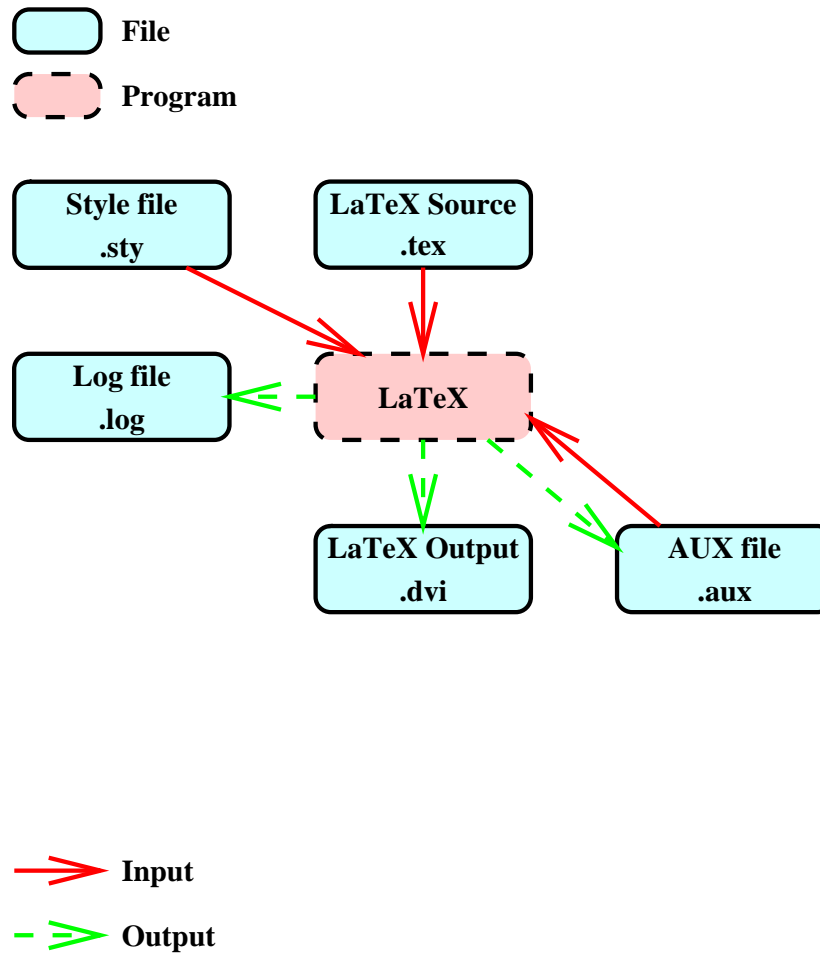 File
Program
Style file
.sty
LaTeX Source
.tex
Log file
.log
LaTeX
LaTeX Output
.dvi
AUX file
.aux
Input
Output